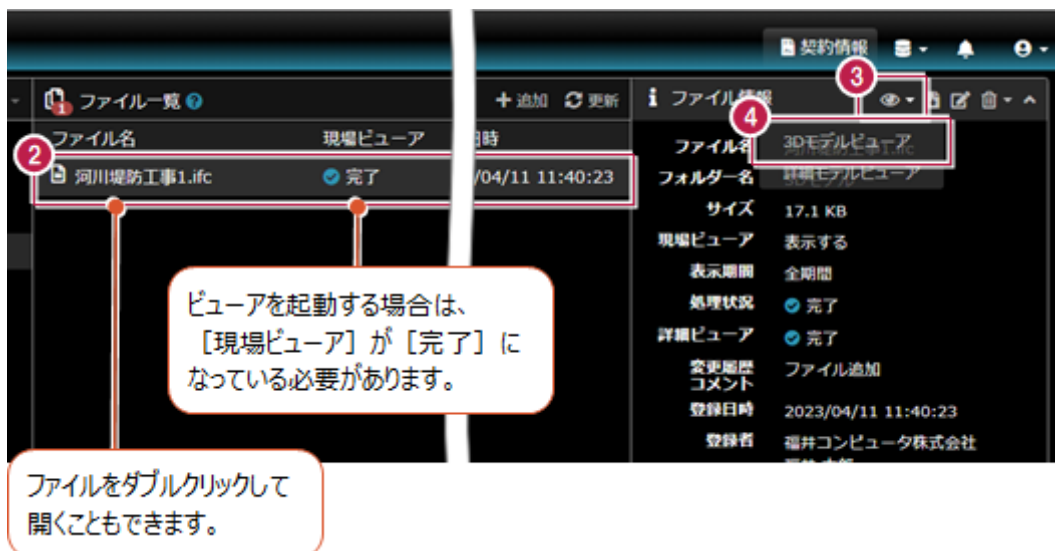 契約情報
3
1 ファイル一覧
+ 追加 更新
i ファイル情報
4
ファイル名 現場ビューア 日時
ファイル名 3Dモデルビューア
2
河川堤防工事1.ifc 完了 /04/11 11:40:23
フォルダー名 詳細モデルビューア
サイズ 17.1 KB
現場ビューア 表示する
表示期間 全期間
処理状況 完了
詳細ビューア 完了
変更履歴
コメント ファイル追加
登録日時 2023/04/11 11:40:23
登録者 福井コンピュータ株式会社
ビューアを起動する場合は、
[現場ビューア]が[完了]に
なっている必要があります。
ファイルをダブルクリックして
開くこともできます。